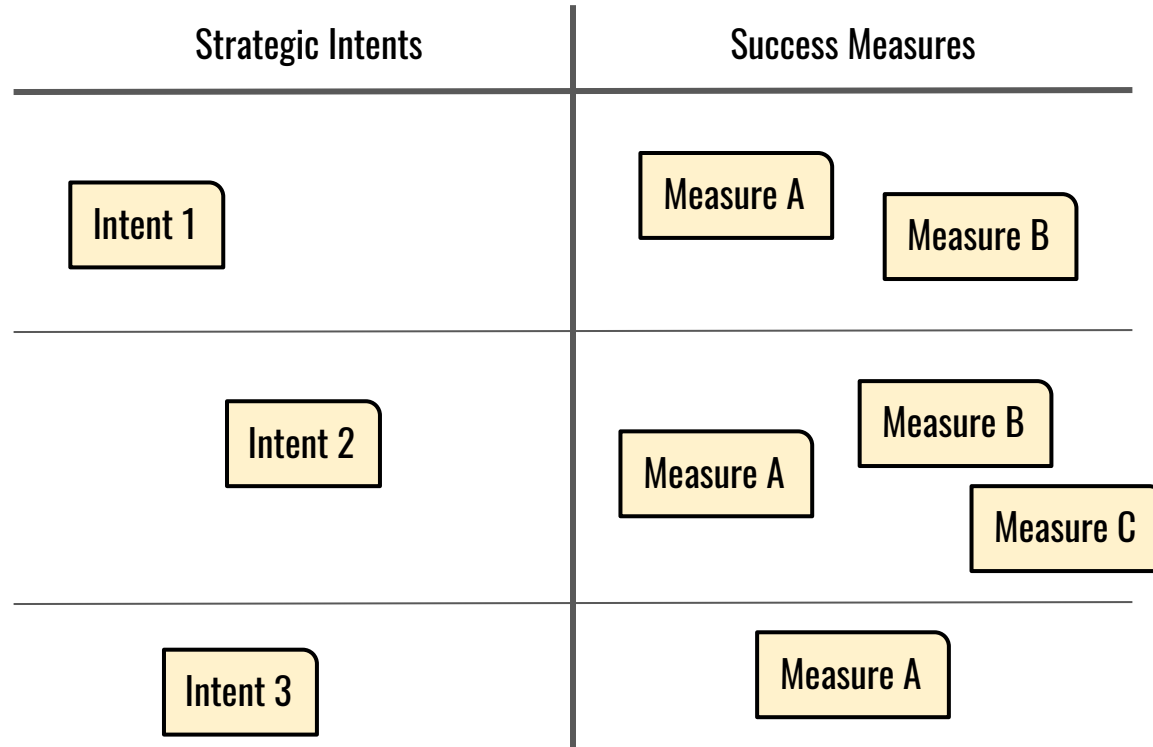 Strategic Intents
Success Measures
Intent 1
Measure A
Measure B
Intent 2
Measure A
Measure B
Measure C
Intent 3
Measure A